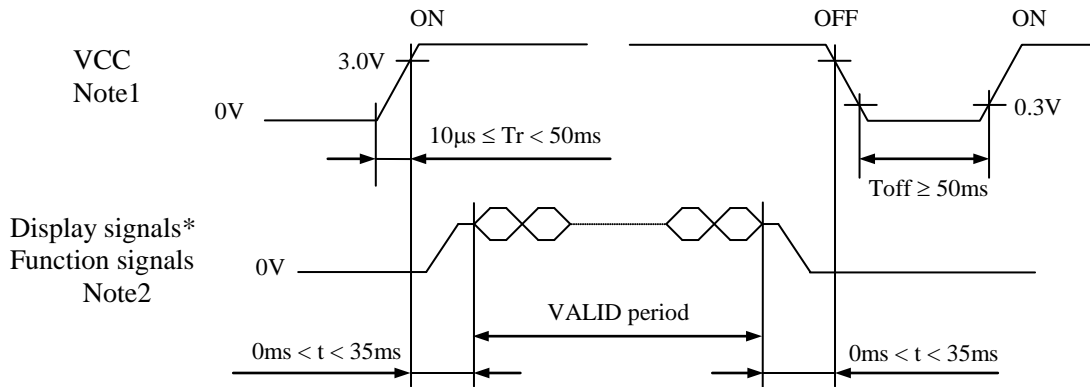 ON OFF ON
VCC
Note1
3.0V
0V
0.3V
10μs ≤ Tr < 50ms
Toff ≥ 50ms
Display signals*
Function signals
Note2
0V
VALID period
0ms < t < 35ms 0ms < t < 35ms